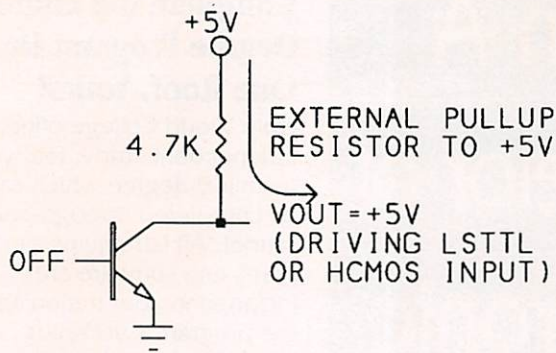 +5V
4.7K
EXTERNAL PULLUP
RESISTOR TO +5V
VOUT=+5V
(DRIVING LSTTL
OR HCMOS INPUT)
OFF